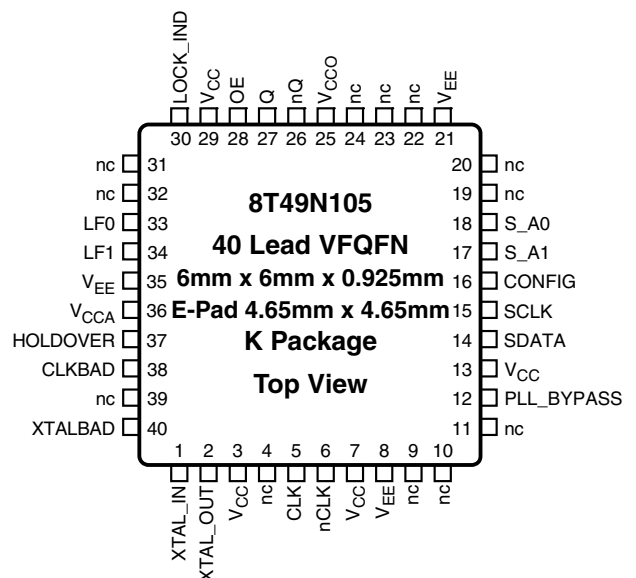 LOCK_IND
VCC
OE
Q
nQ
VCCO
nc
nc
nc
VEE
30 29 28 27 26 25 24 23 22 21
nc 31
nc 32
LF0 33
LF1 34
VEE 35
VCCA 36
HOLDOVER 37
CLKBAD 38
nc 39
XTALBAD 40
8T49N105
40 Lead VFQFN
6mm x 6mm x 0.925mm
E-Pad 4.65mm x 4.65mm
K Package
Top View
20 nc
19 nc
18 S_A0
17 S_A1
16 CONFIG
15 SCLK
14 SDATA
13 VCC
12 PLL_BYPASS
11 nc
1 2 3 4 5 6 7 8 9 10
XTAL_IN
XTAL_OUT
VCC
nc
CLK
nCLK
VCC
VEE
nc
nc